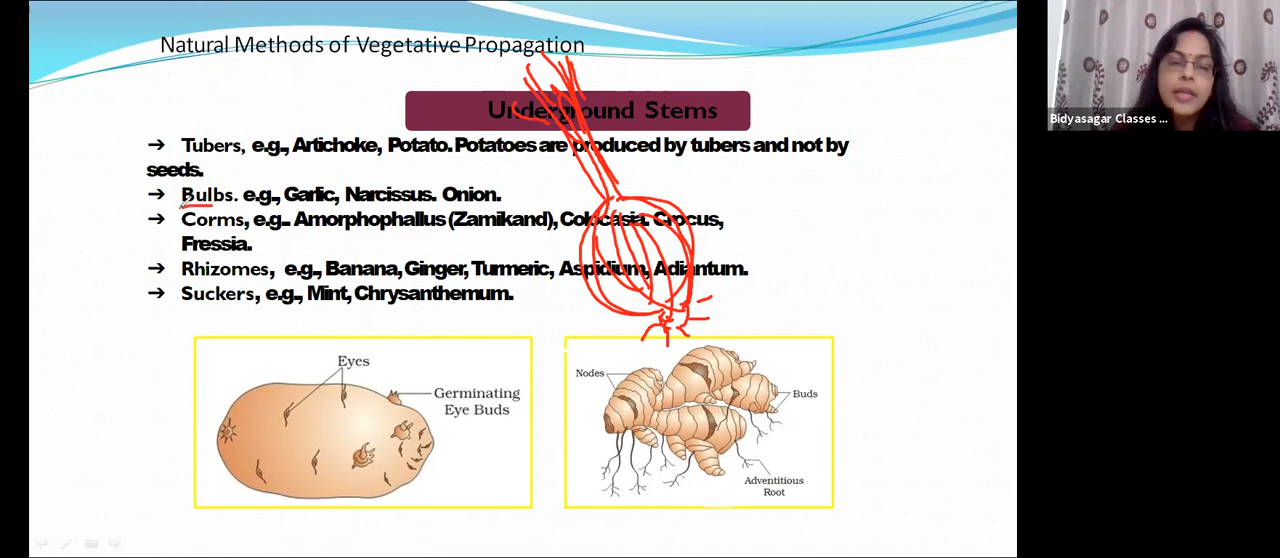 Natural Methods of Vegetative Propagation
Underground Stems
➔ Tubers, e.g., Artichoke, Potato. Potatoes are produced by tubers and not by
seeds.
➔ Bulbs. e.g., Garlic, Narcissus. Onion.
➔ Corms, e.g.. Amorphophallus (Zamikand), Colocasia. Crocus,
Fressia.
➔ Rhizomes, e.g., Banana, Ginger, Turmeric, Aspidium, Adiantum.
➔ Suckers, e.g., Mint, Chrysanthemum.
Eyes
Germinating
Eye Buds
Nodes
Buds
Adventitious
Root
Bidyasagar Classes ...